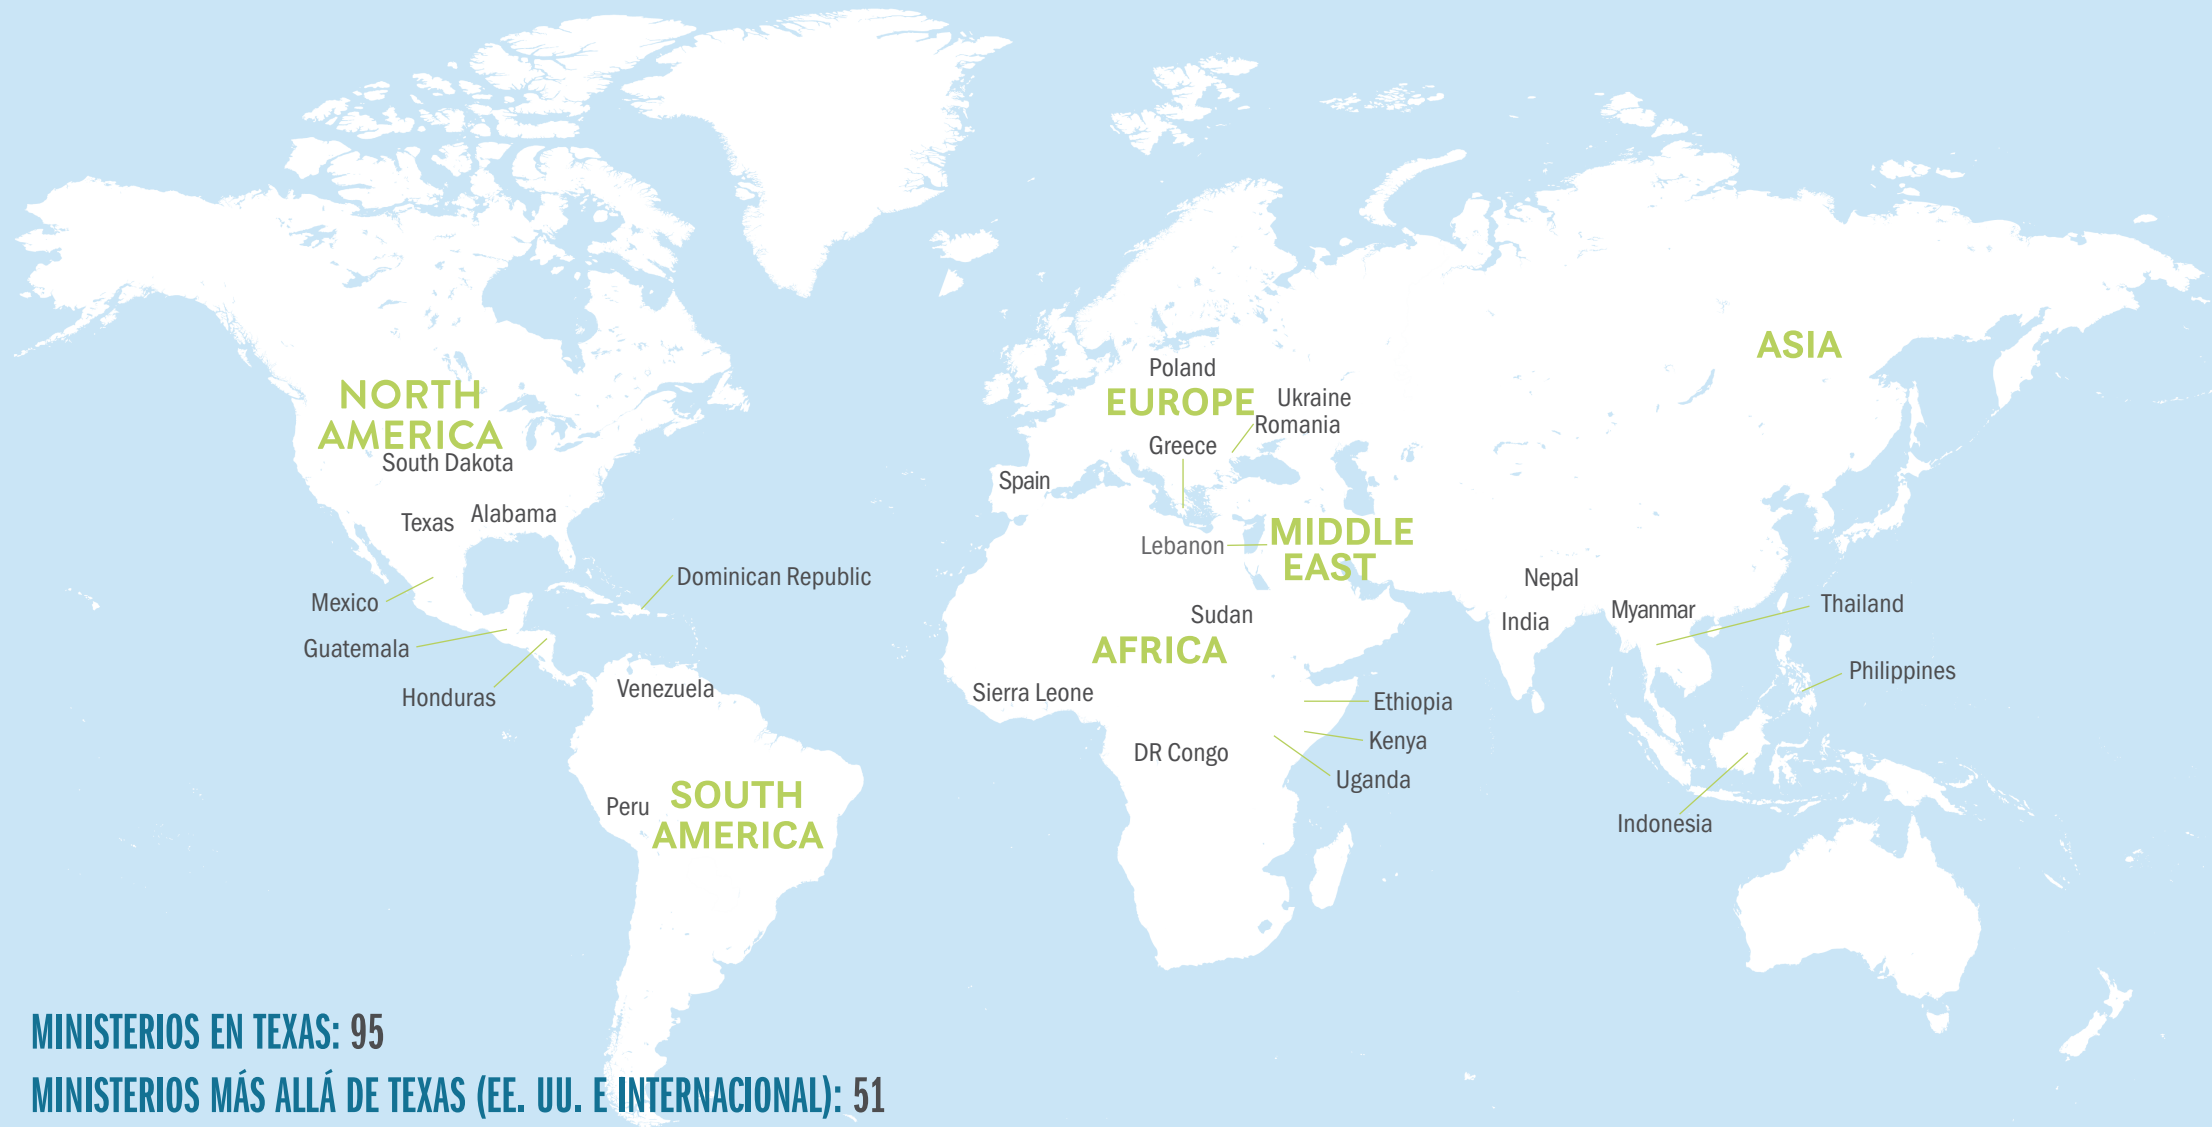 NORTH
AMERICA
South Dakota
Texas
Alabama
Mexico
Guatemala
Honduras
Dominican Republic
Venezuela
Peru
SOUTH
AMERICA
Poland
EUROPE
Ukraine
Romania
Greece
Spain
Lebanon
MIDDLE
EAST
Sudan
AFRICA
Sierra Leone
DR Congo
Ethiopia
Kenya
Uganda
ASIA
Nepal
India
Myanmar
Thailand
Philippines
Indonesia
MINISTERIOS EN TEXAS: 95
MINISTERIOS MÁS ALLÁ DE TEXAS (EE. UU. E INTERNACIONAL): 51